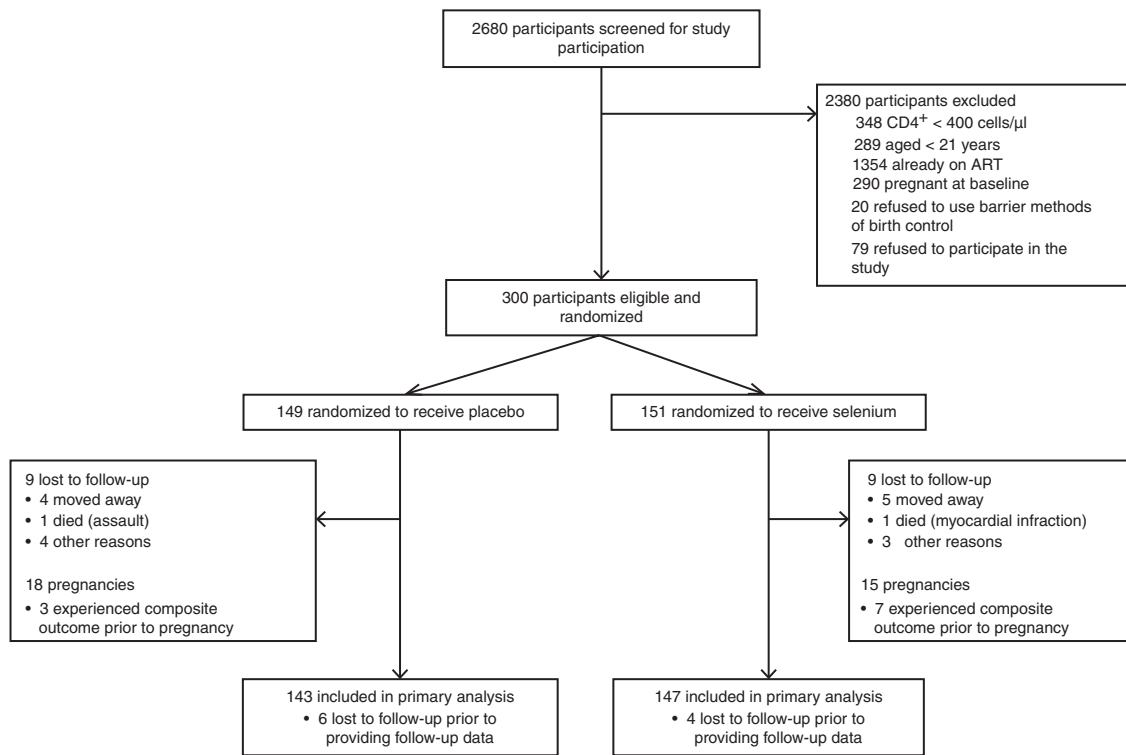 2680 participants screened for study
participation
2380 participants excluded
348 CD4+ < 400 cells/µl
289 aged < 21 years
1354 already on ART
290 pregnant at baseline
20 refused to use barrier methods
of birth control
79 refused to participate in the
study
300 participants eligible and
randomized
149 randomized to receive placebo
151 randomized to receive selenium
9 lost to follow-up
• 4 moved away
• 1 died (assault)
• 4 other reasons
18 pregnancies
• 3 experienced composite
outcome prior to pregnancy
9 lost to follow-up
• 5 moved away
• 1 died (myocardial infraction)
• 3 other reasons
15 pregnancies
• 7 experienced composite
outcome prior to pregnancy
143 included in primary analysis
• 6 lost to follow-up prior to
providing follow-up data
147 included in primary analysis
• 4 lost to follow-up prior to
providing follow-up data